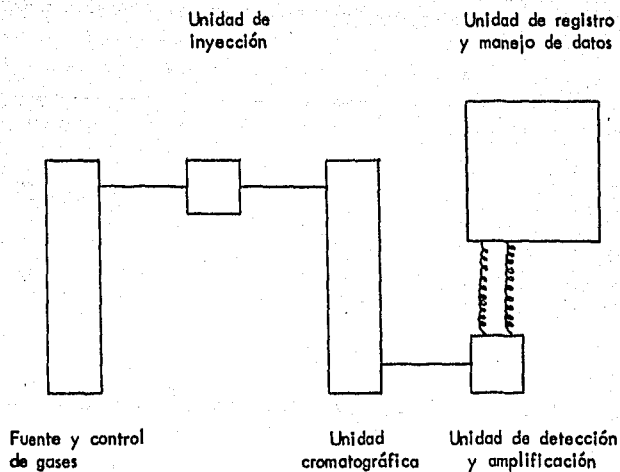 Unidad de
inyección
Unidad de registro
y manejo de datos
Fuente y control
de gases
Unidad
cromatográfica
Unidad de detección
y amplificación